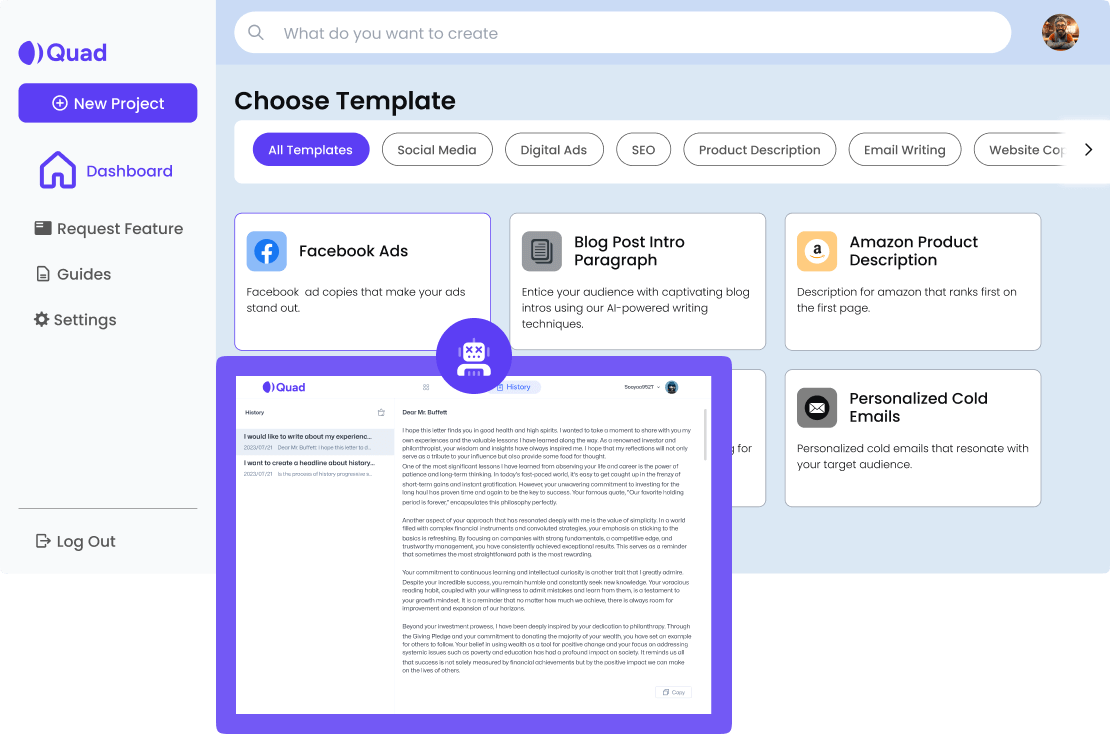 Quad
What do you want to create
New Project
Dashboard
Request Feature
Guides
Settings
Log Out
Choose Template
All Templates
Social Media
Digital Ads
SEO
Product Description
Email Writing
Website Cop
Facebook Ads
Facebook ad copies that make your ads
stand out.
Blog Post Intro
Paragraph
Entice your audience with captivating blog
intros using our AI-powered writing
techniques.
Amazon Product
Description
Description for amazon that ranks first on
the first page.
g for
Personalized Cold
Emails
Personalized cold emails that resonate with
your target audience.
Quad
History
Sooyaa952T
History
I would like to write about my experienc...
2023/07/21 Dear Mr. Buffett I hope this letter to d...
I want to create a headline about history...
2023/07/21 Is the process of history progressive o...
Dear Mr. Buffett
I hope this letter finds you in good health and high spirits. I wanted to take a moment to share with you my
own experiences and the valuable lessons I have learned along the way. As a renowned investor and
philanthropist, your wisdom and insights have always inspired me. I hope that my reflections will not only
serve as a tribute to your influence but also provide some food for thought.
One of the most significant lessons I have learned from observing your life and career is the power of
patience and long-term thinking. In today's fast-paced world, it's easy to get caught up in the frenzy of
short-term gains and instant gratification. However, your unwavering commitment to investing for the
long haul has proven time and again to be the key to success. Your famous quote, "Our favorite holding
period is forever," encapsulates this philosophy perfectly.
Another aspect of your approach that has resonated deeply with me is the value of simplicity. In a world
filled with complex financial instruments and convoluted strategies, your emphasis on sticking to the
basics is refreshing. By focusing on companies with strong fundamentals, a competitive edge, and
trustworthy management, you have consistently achieved exceptional results. This serves as a reminder
that sometimes the most straightforward path is the most rewarding.
Your commitment to continuous learning and intellectual curiosity is another trait that I greatly admire.
Despite your incredible success, you remain humble and constantly seek new knowledge. Your voracious
reading habit, coupled with your willingness to admit mistakes and learn from them, is a testament to
your growth mindset. It is a reminder that no matter how much we achieve, there is always room for
improvement and expansion of our horizons.
Beyond your investment prowess, I have been deeply inspired by your dedication to philanthropy. Through
the Giving Pledge and your commitment to donating the majority of your wealth, you have set an example
for others to follow. Your belief in using wealth as a tool for positive change and your focus on addressing
systemic issues such as poverty and education has had a profound impact on society. It reminds us all
that success is not solely measured by financial achievements but by the positive impact we can make
on the lives of others.
Copy